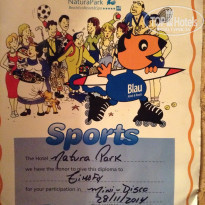 NaturaPark
Blau
Sports
The Hotel Natura Park
we have the honor to give this diploma to
for your participation in Mini-Disco
28/11/2014